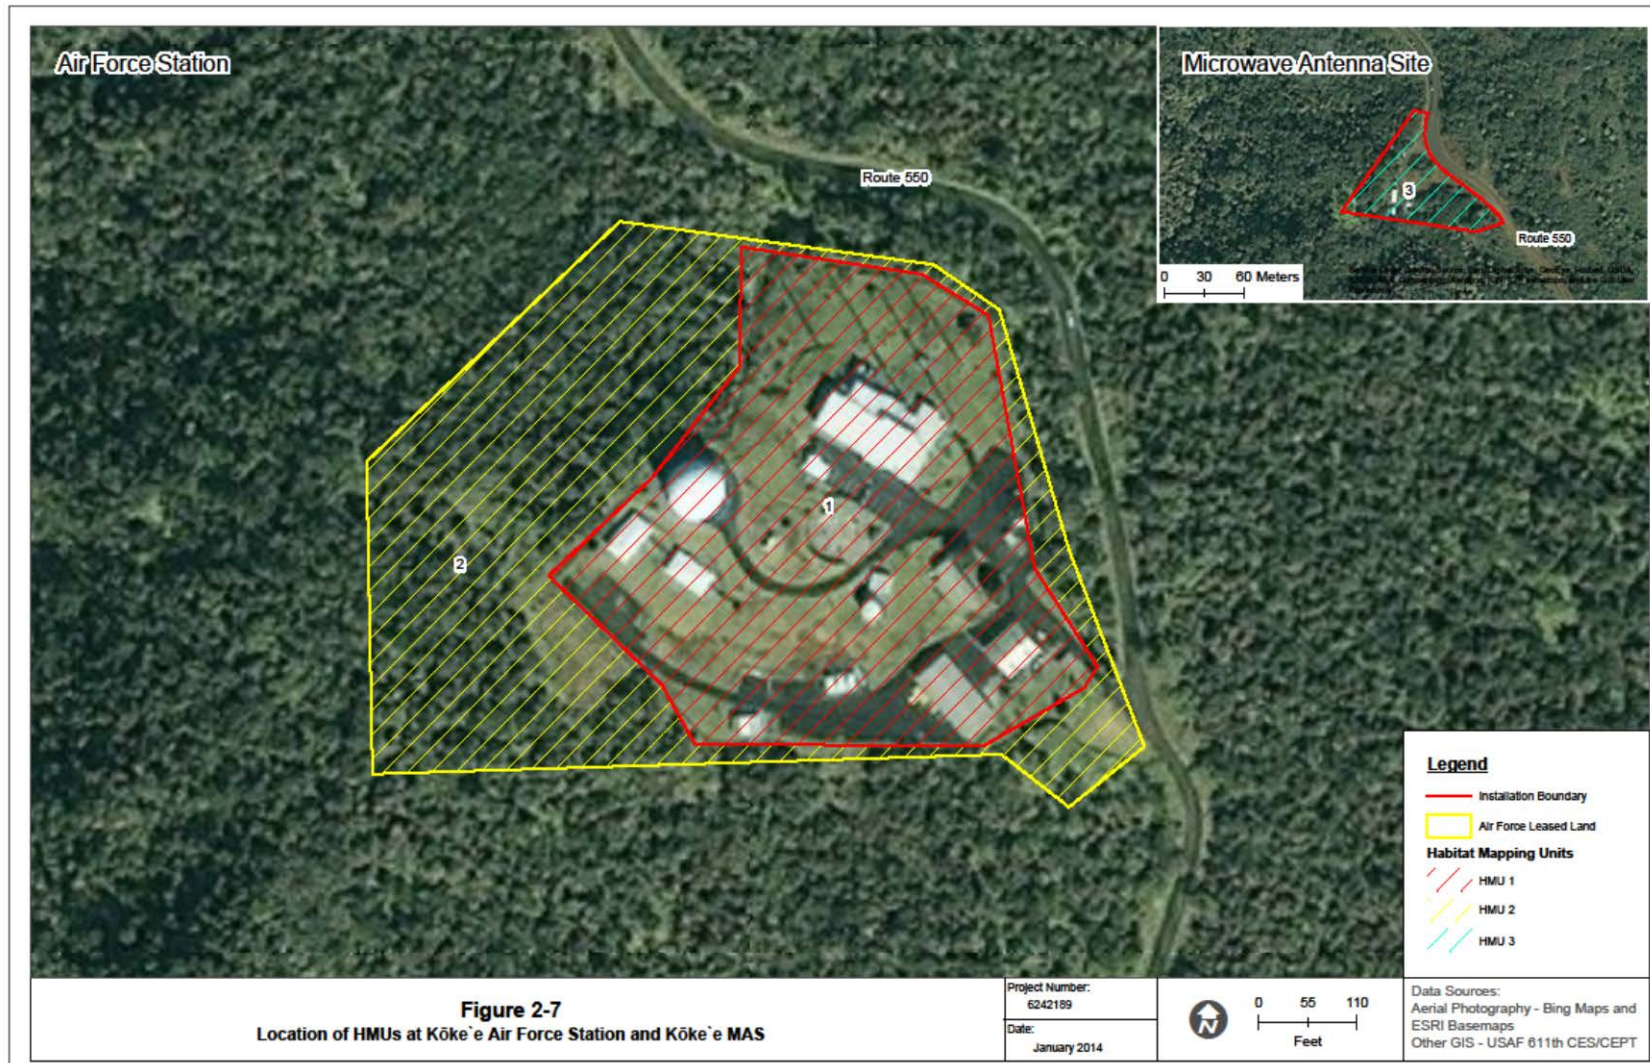 Air Force Station
Route 550
1
2
Microwave Antenna Site
3
Route 550
0 30 60 Meters
Legend
Installation Boundary
Air Force Leased Land
Habitat Mapping Units
HMU 1
HMU 2
HMU 3
Figure 2-7
Location of HMUs at Kōke`e Air Force Station and Kōke`e MAS
Project Number:
6242189
Date:
January 2014
N
0 55 110
Feet
Data Sources:
Aerial Photography - Bing Maps and
ESRI Basemaps
Other GIS - USAF 611th CES/CEPT